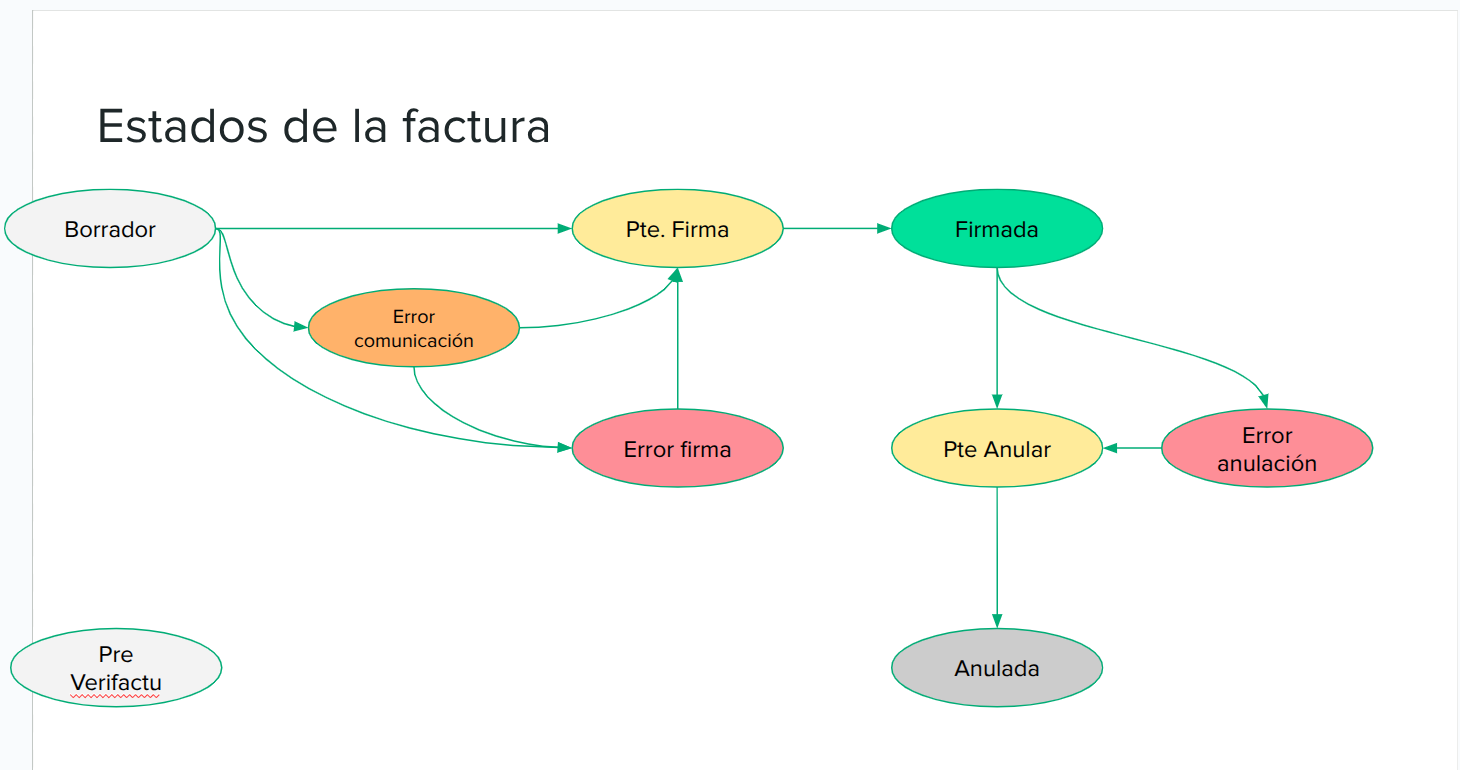 Estados de la factura
Borrador
Pte. Firma
Firmada
Error
comunicación
Error firma
Pte Anular
Error
anulación
Pre
Verifactu
Anulada